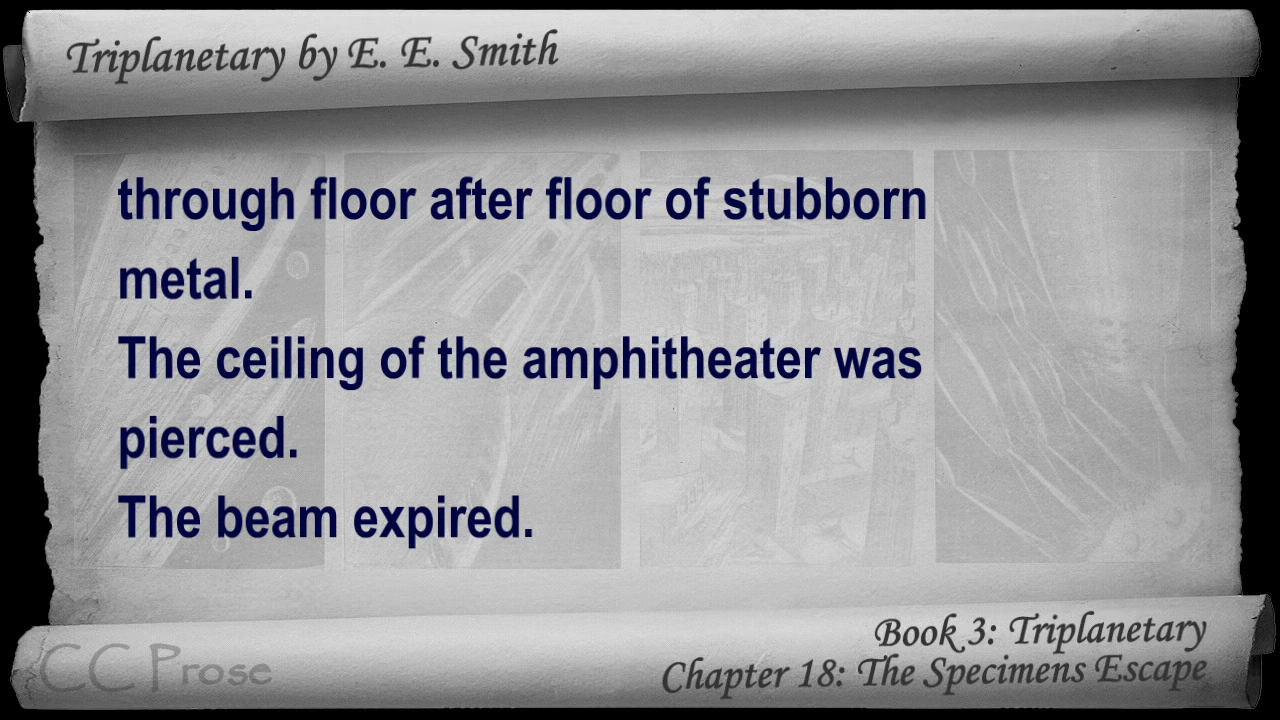 Triplanetary by E. E. Smith
through floor after floor of stubborn
metal.
The ceiling of the amphitheater was
pierced.
The beam expired.
Book 3: Triplanetary
Chapter 18: The Specimens Escape
CC Prose